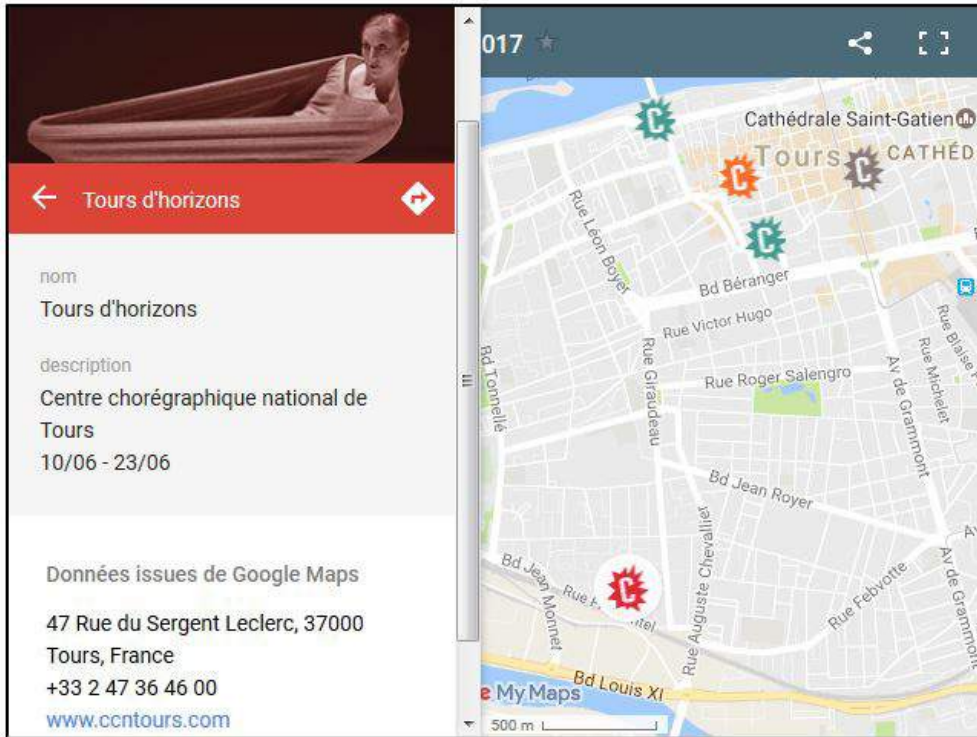 Tours d'horizons
nom
Tours d'horizons
description
Centre chorégraphique national de
Tours
10/06 - 23/06
Données issues de Google Maps
47 Rue du Sergent Leclerc, 37000
Tours, France
+33 2 47 36 46 00
www.ccntours.com
017
Cathédrale Saint-Gatien
Tours
CATHÉD
C
C
C
C
Rue Léon Boyer
Bd Béranger
Rue Victor Hugo
Bd Tonnellé
Rue Giraudeau
Rue Roger Salengro
Av de Grammont
Rue Michelet
Rue Blaise
Bd Jean Royer
C
Bd Jean Monnet
Rue Auguste Chevallier
Rue Febvotte
Av de Grammont
Bd Louis XI
e My Maps
500 m